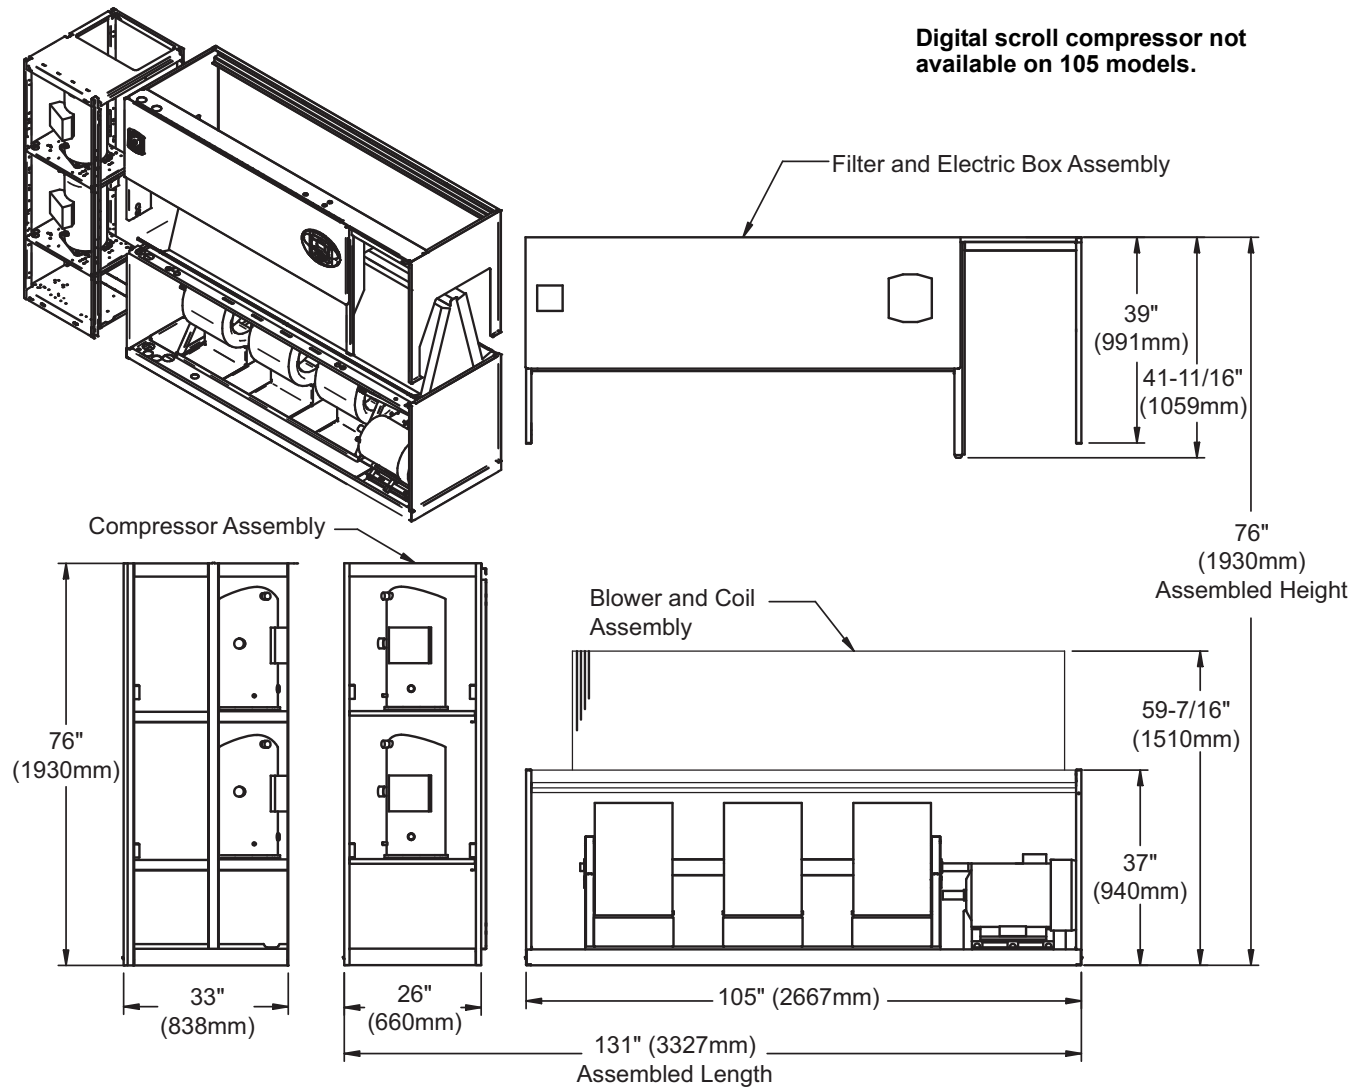 Digital scroll compressor not
available on 105 models.
Filter and Electric Box Assembly
39"
(991mm)
41-11/16"
(1059mm)
76"
(1930mm)
Assembled Height
Compressor Assembly
Blower and Coil
Assembly
59-7/16"
(1510mm)
76"
(1930mm)
37"
(940mm)
33"
(838mm)
26"
(660mm)
105" (2667mm)
131" (3327mm)
Assembled Length